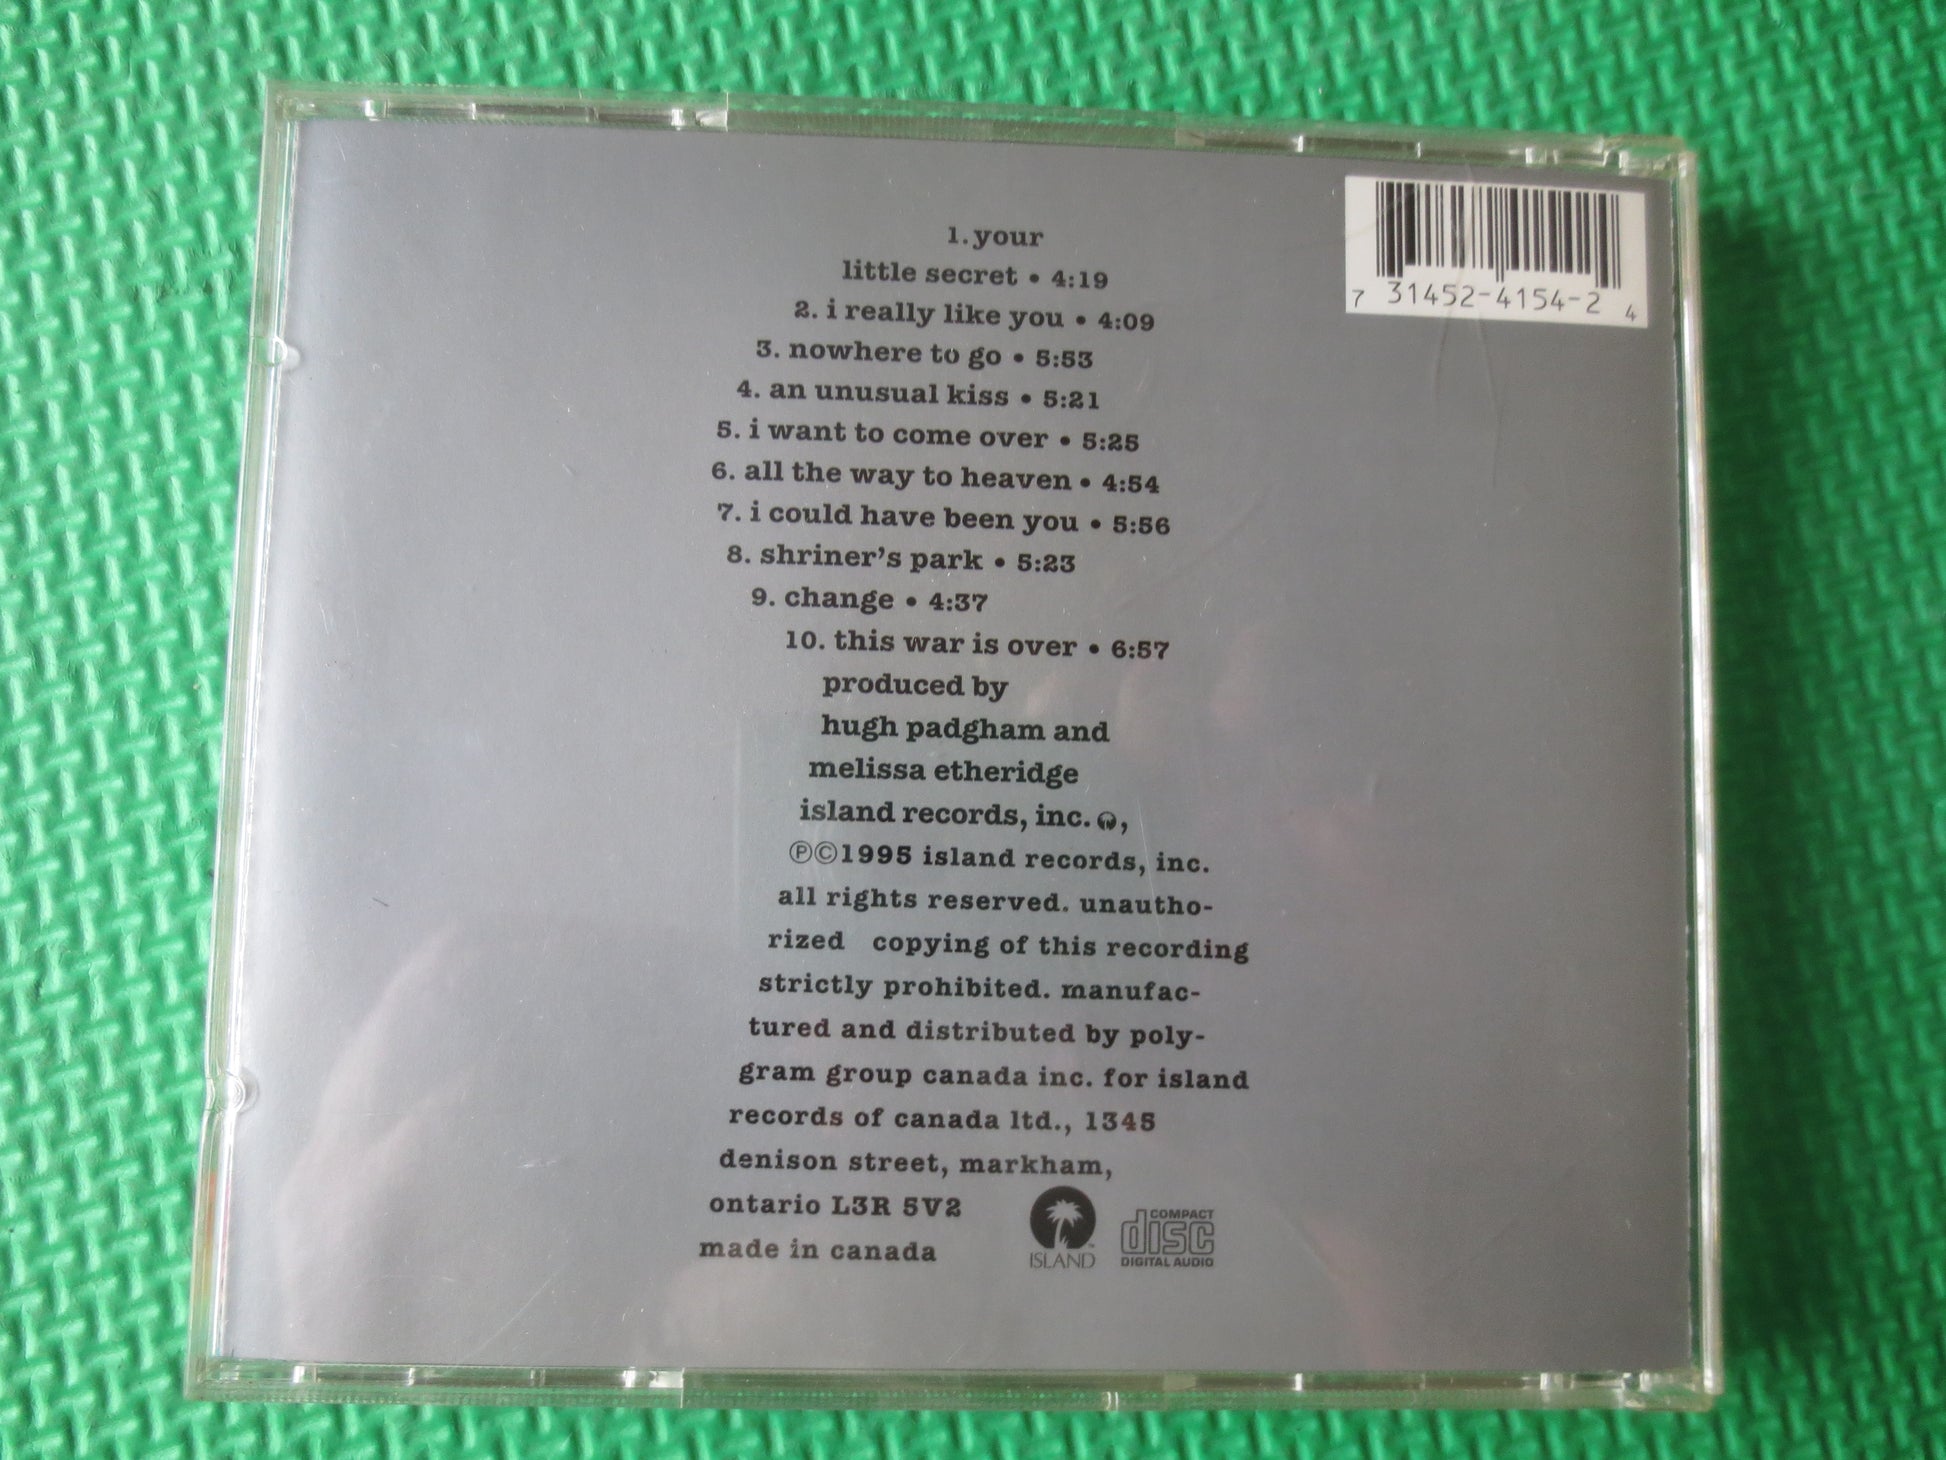 1. your
little secret • 4:19
2. i really like you • 4:09
3. nowhere to go • 5:53
4. an unusual kiss • 5:21
5. i want to come over • 5:25
6. all the way to heaven • 4:54
7. i could have been you • 5:56
8. shriner's park • 5:23
9. change • 4:37
10. this war is over • 6:57
produced by
hugh padgham and
melissa etheridge
island records, inc. ,
℗©1995 island records, inc.
all rights reserved. unautho-
rized copying of this recording
strictly prohibited. manufac-
tured and distributed by poly-
gram group canada inc. for island
records of canada ltd., 1345
denison street, markham,
ontario L3R 5V2
made in canada
ISLAND
COMPACT
disc
DIGITAL AUDIO
7 31452-4154-2 4